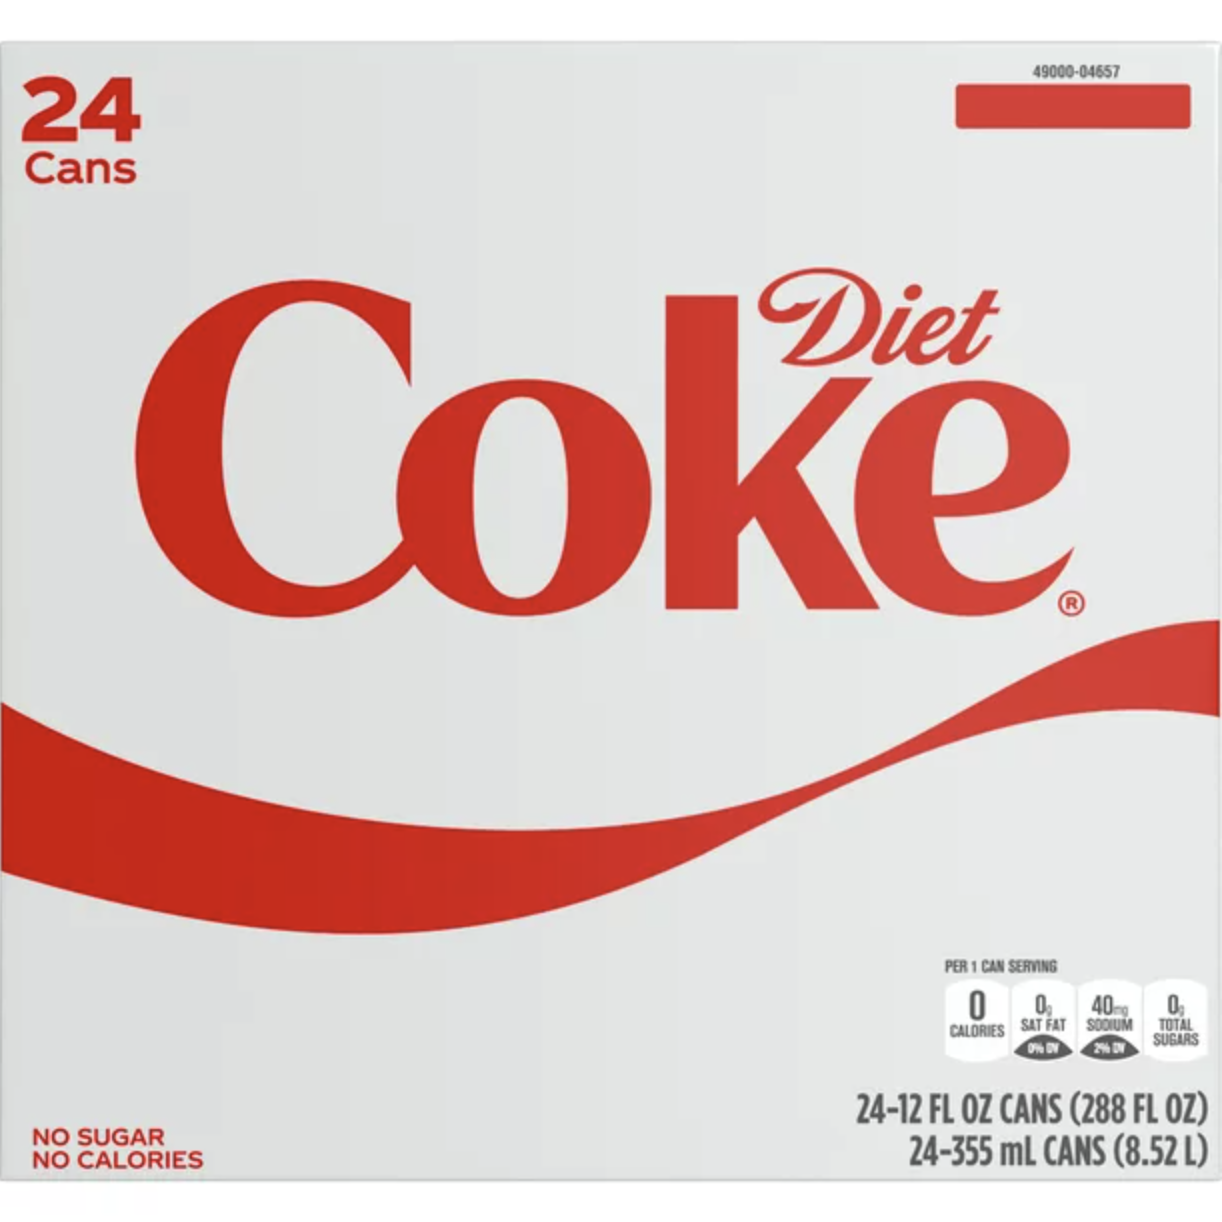 24
Cans
49000-04657
Diet
Coke®
PER 1 CAN SERVING
0 CALORIES
0g SAT FAT 0% DV
40mg SODIUM 2% DV
0g TOTAL SUGARS
24-12 FL OZ CANS (288 FL OZ)
24-355 mL CANS (8.52 L)
NO SUGAR
NO CALORIES